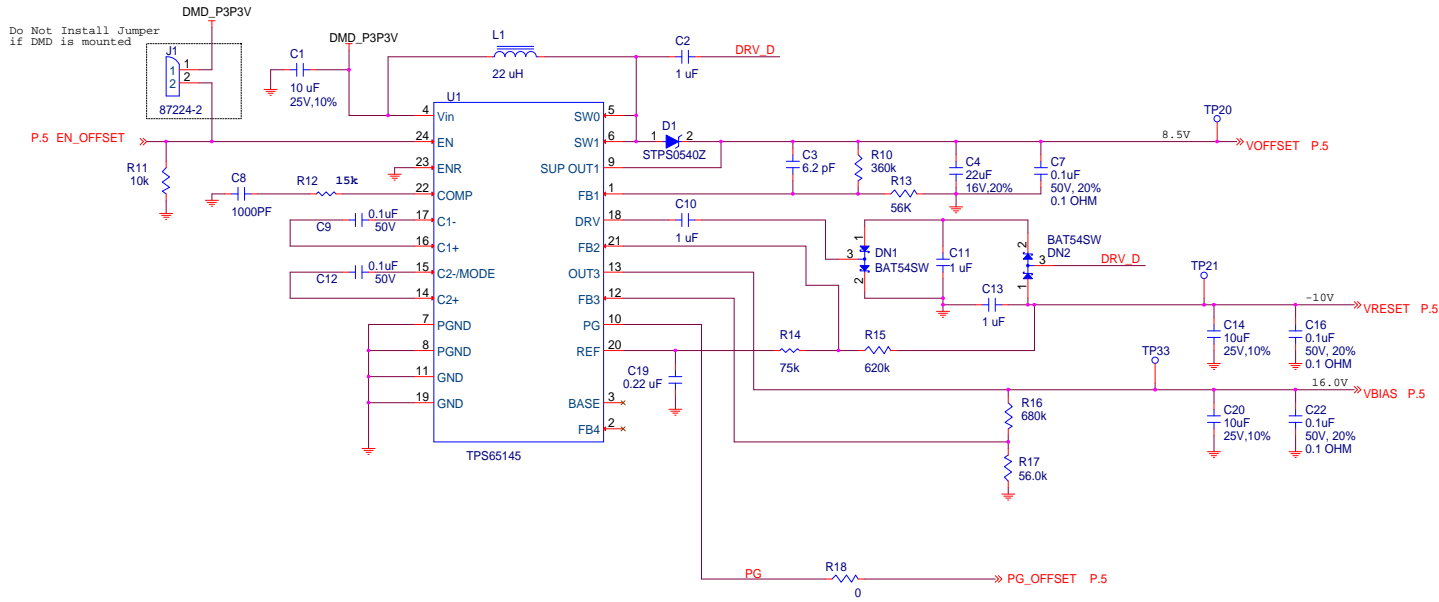 DMD_P3P3V
Do Not Install Jumper
if DMD is mounted
J1
1
2
1
2
87224-2
P.5 EN_OFFSET
R11
10k
C1
10 uF
25V,10%
DMD_P3P3V
L1
22 uH
C2
1 uF
DRV_D
U1
4
Vin
24
EN
23
ENR
22
COMP
17
C1-
16
C1+
15
C2-/MODE
14
C2+
7
PGND
8
PGND
11
GND
19
GND
SW0
5
SW1
6
SUP OUT1
9
FB1
1
DRV
18
FB2
21
OUT3
13
FB3
12
PG
10
REF
20
BASE
3
FB4
2
TPS65145
C8
1000PF
R12
15k
C9
0.1uF
50V
C12
0.1uF
50V
D1
1
2
STPS0540Z
C3
6.2 pF
R10
360k
R13
56K
C4
22uF
16V,20%
C7
0.1uF
50V, 20%
0.1 OHM
8.5V
TP20
VOFFSET P.5
C10
1 uF
1
3
2
DN1
BAT54SW
C11
1 uF
C13
1 uF
2
3
1
BAT54SW
DN2
DRV_D
TP21
-10V
VRESET P.5
C14
10uF
25V,10%
C16
0.1uF
50V, 20%
0.1 OHM
R14
75k
R15
620k
C19
0.22 uF
TP33
16.0V
VBIAS P.5
R16
680k
R17
56.0k
C20
10uF
25V,10%
C22
0.1uF
50V, 20%
0.1 OHM
PG
R18
0
PG_OFFSET P.5